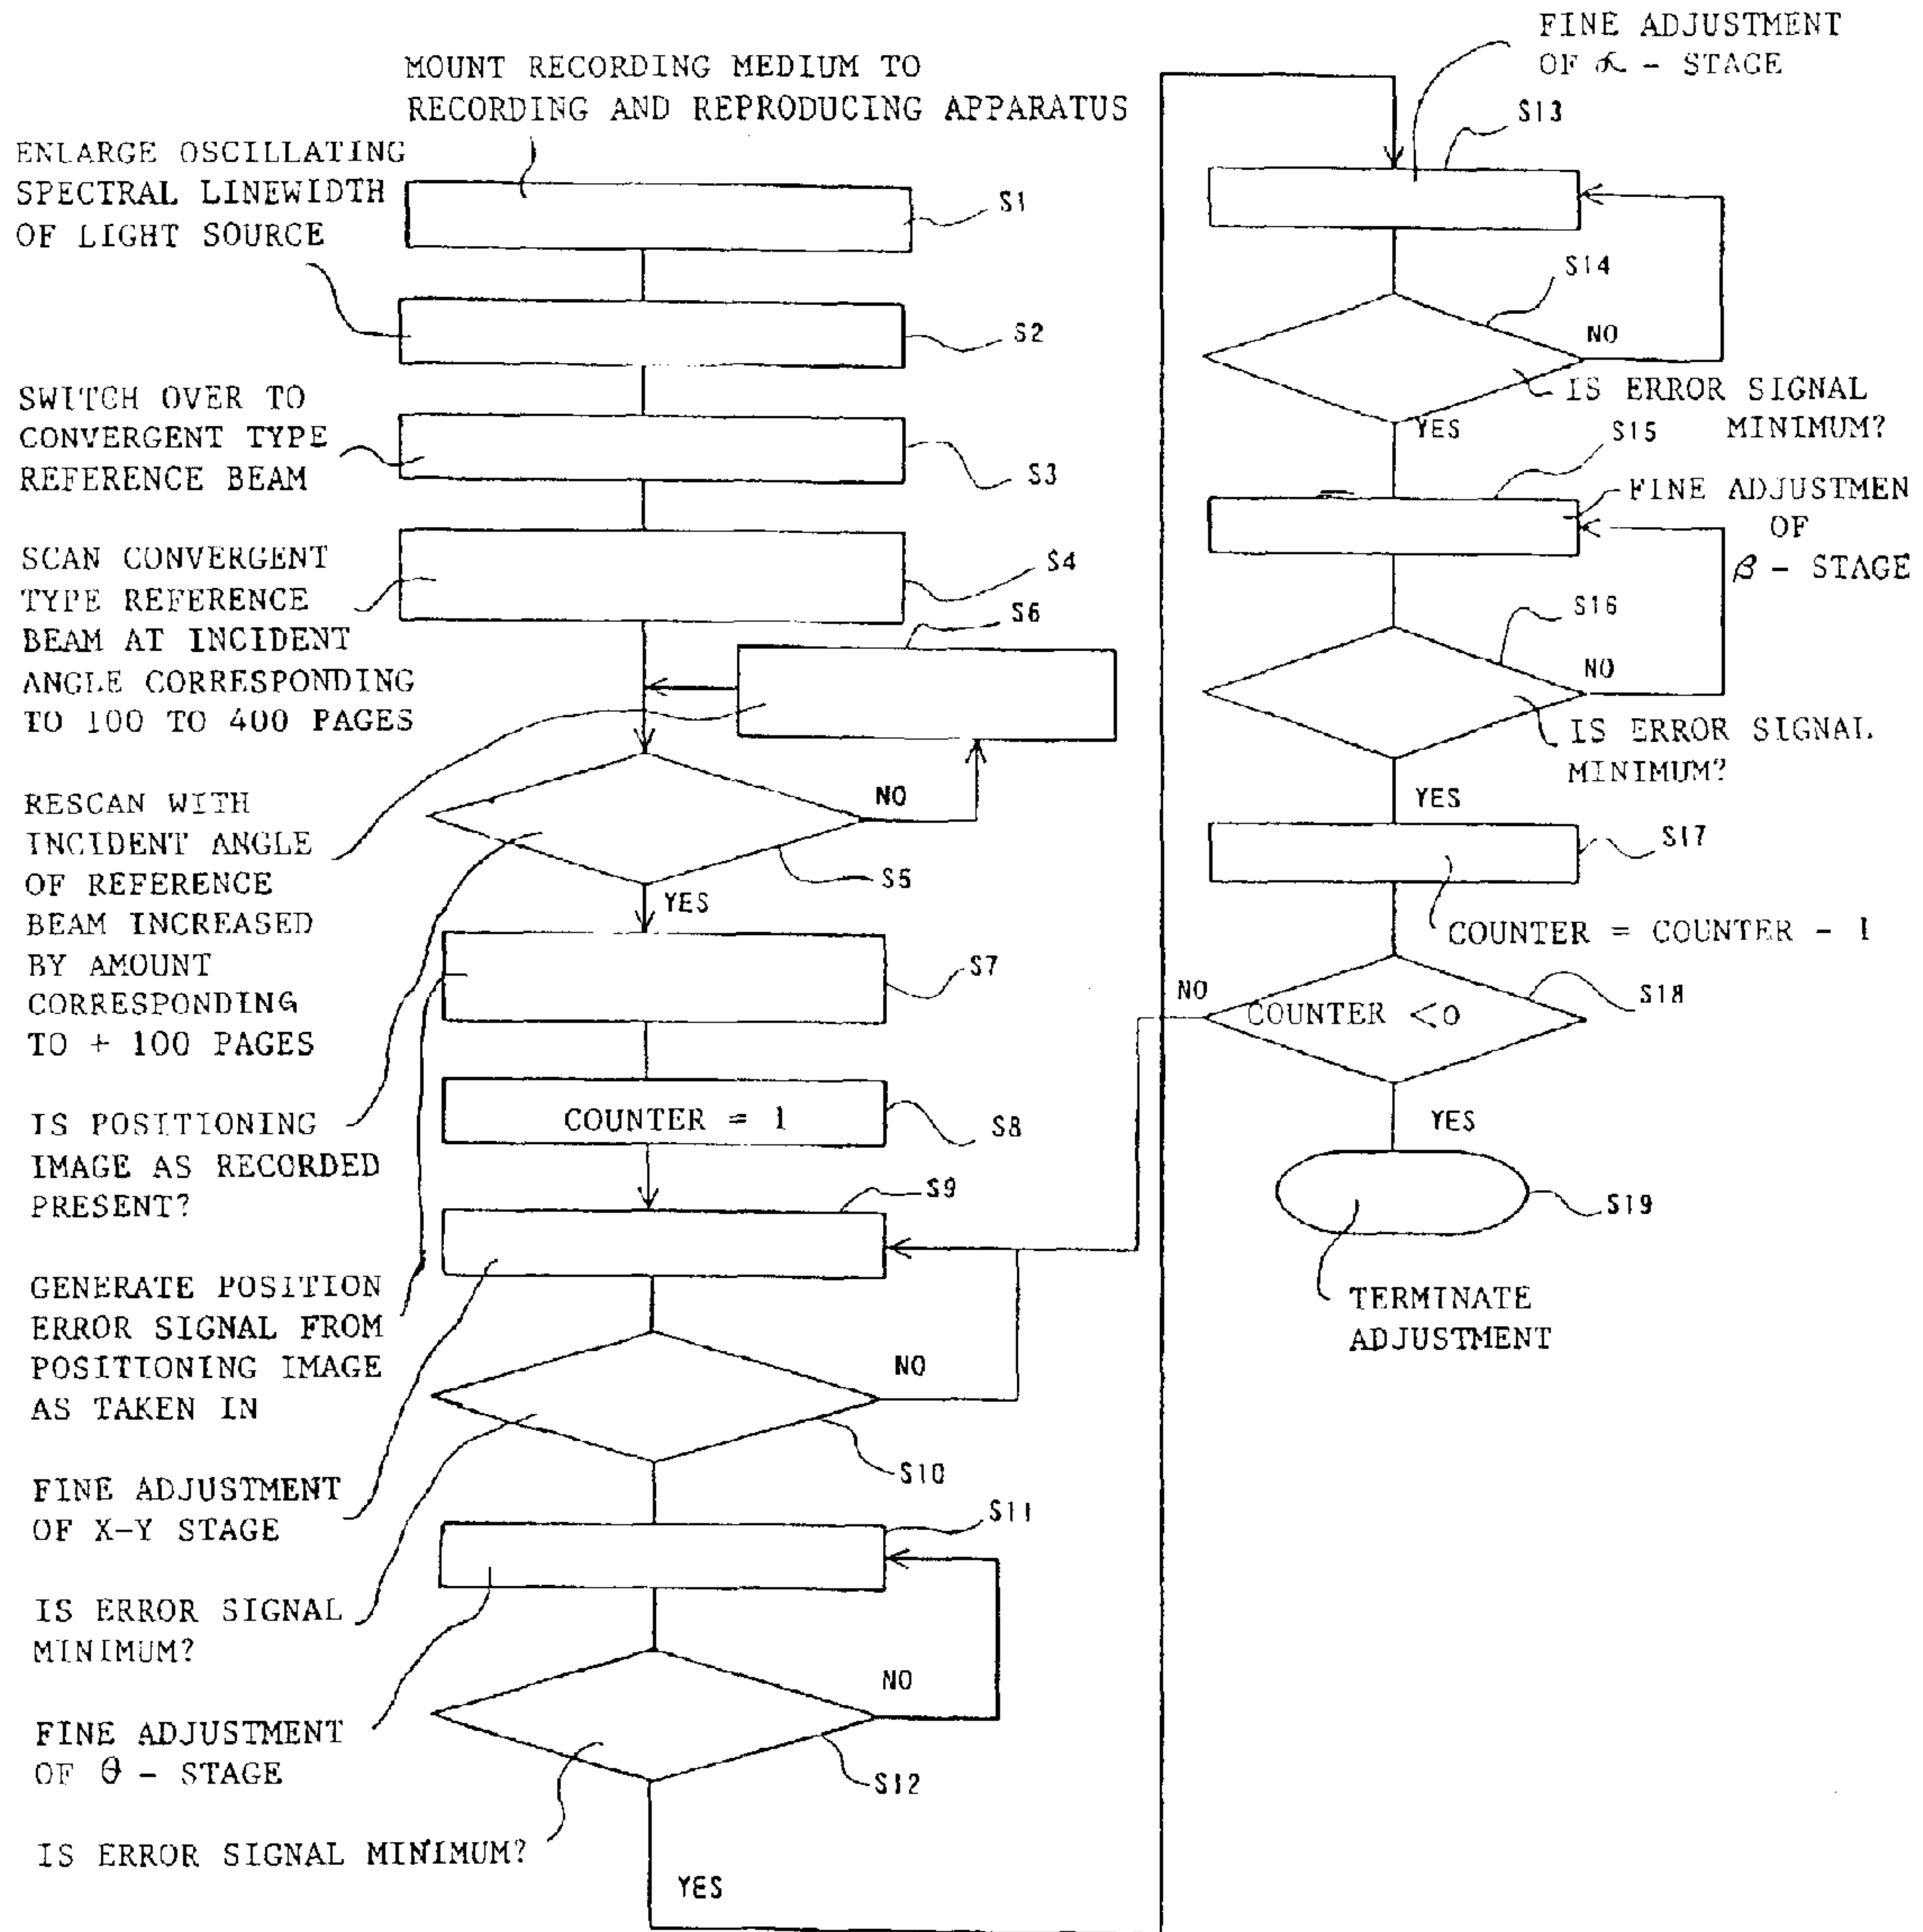 MOUNT RECORDING MEDIUM TO
RECORDING AND REPRODUCING APPARATUS
S1
ENLARGE OSCILLATING
SPECTRAL LINEWIDTH
OF LIGHT SOURCE
S2
SWITCH OVER TO
CONVERGENT TYPE
REFERENCE BEAM
S3
SCAN CONVERGENT
TYPE REFERENCE
BEAM AT INCIDENT
ANGLE CORRESPONDING
TO 100 TO 400 PAGES
S4
S6
RESCAN WITH
INCIDENT ANGLE
OF REFERENCE
BEAM INCREASED
BY AMOUNT
CORRESPONDING
TO + 100 PAGES
NO
S5
YES
IS POSITIONING
IMAGE AS RECORDED
PRESENT?
S7
COUNTER = 1
S8
S9
GENERATE POSITION
ERROR SIGNAL FROM
POSITIONING IMAGE
AS TAKEN IN
NO
S10
FINE ADJUSTMENT
OF X-Y STAGE
S11
IS ERROR SIGNAL
MINIMUM?
NO
S12
FINE ADJUSTMENT
OF θ - STAGE
IS ERROR SIGNAL MINIMUM?
YES
FINE ADJUSTMENT
OF α - STAGE
S13
S14
NO
IS ERROR SIGNAL
MINIMUM?
YES
S15
FINE ADJUSTMEN
OF
β - STAGE
S16
NO
IS ERROR SIGNAL
MINIMUM?
YES
S17
COUNTER = COUNTER - 1
NO
COUNTER <0
S18
YES
S19
TERMINATE
ADJUSTMENT